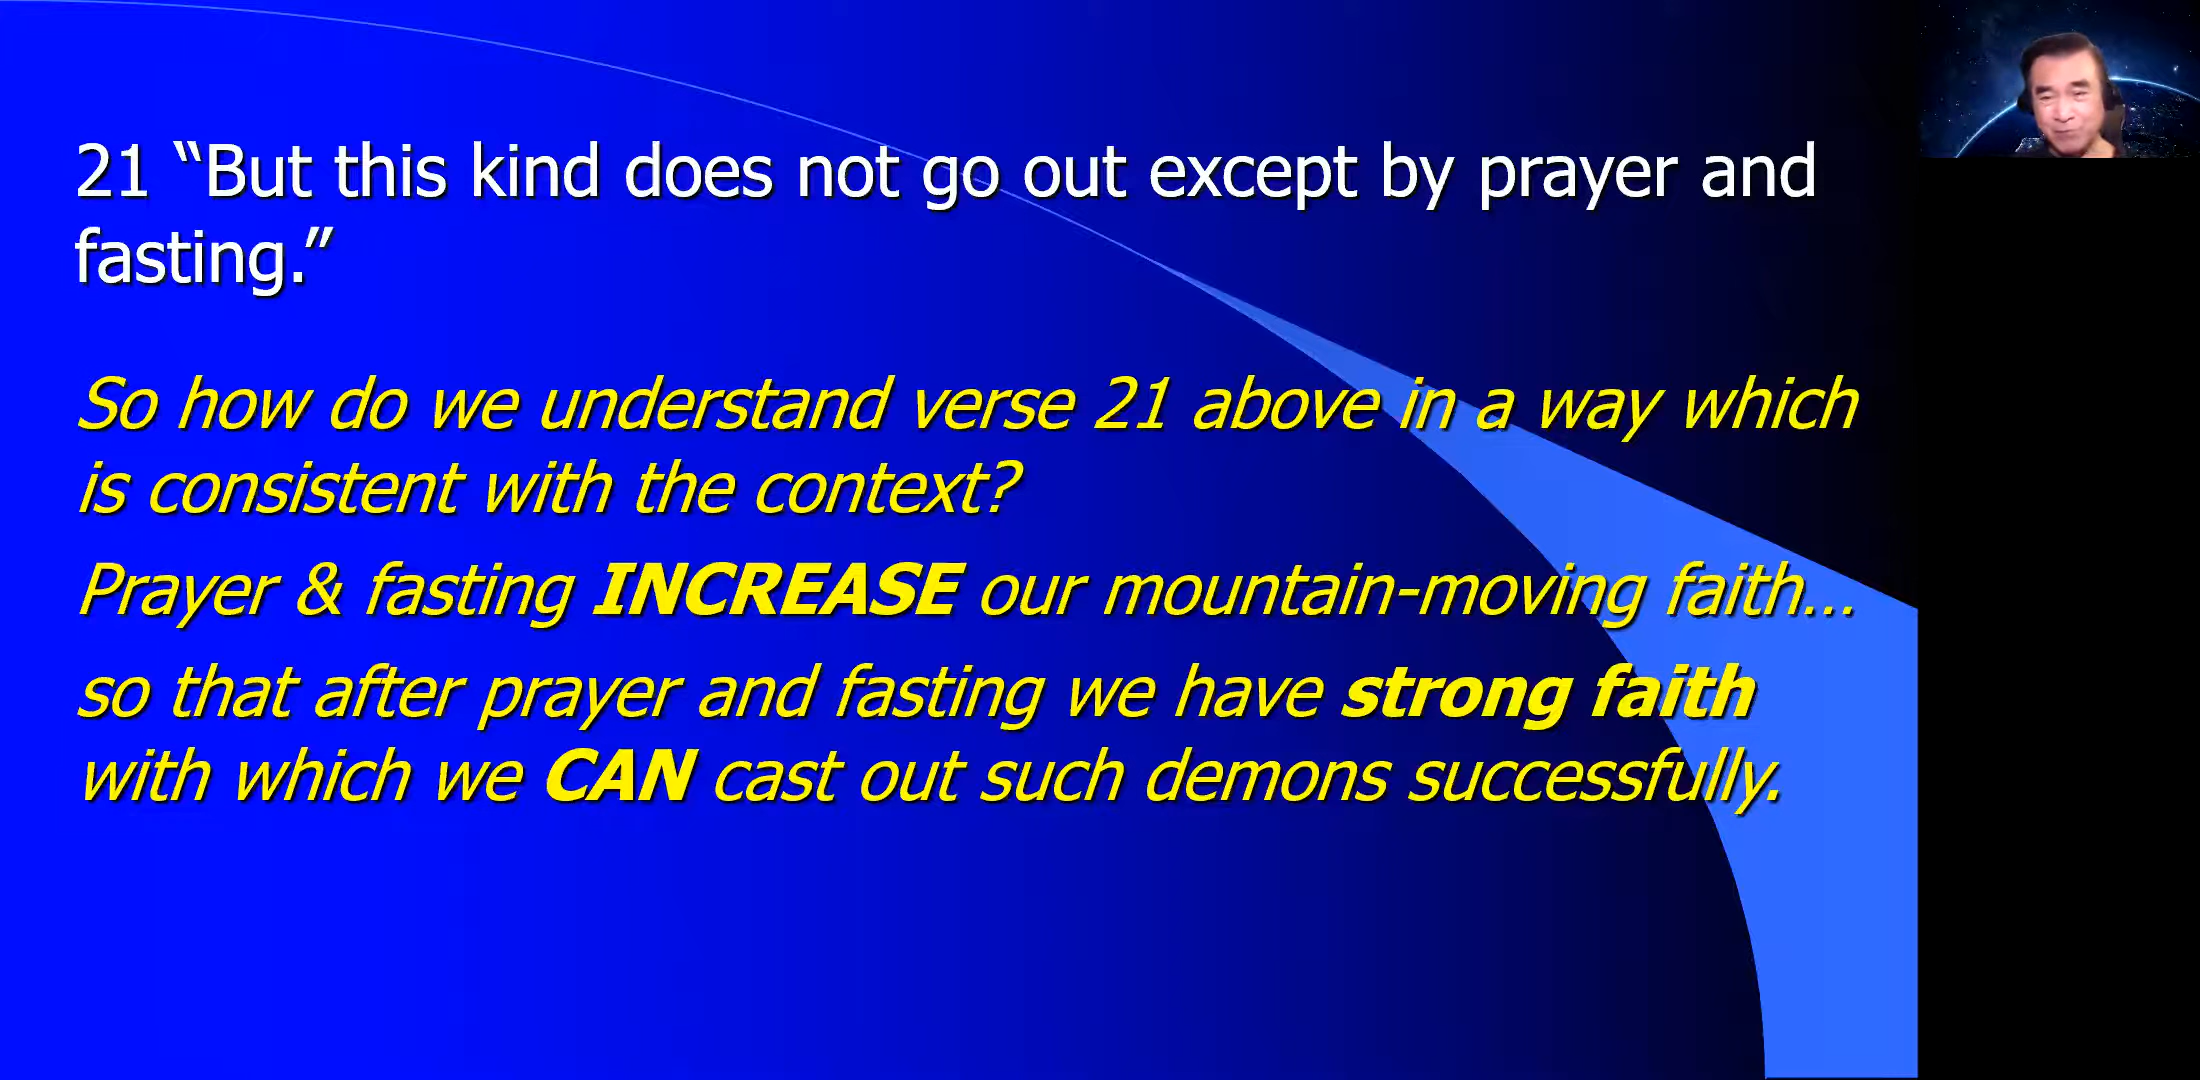 21 “But this kind does not go out except by prayer and
fasting.”
So how do we understand verse 21 above in a way which
is consistent with the context?
Prayer & fasting INCREASE our mountain-moving faith…
so that after prayer and fasting we have strong faith
with which we CAN cast out such demons successfully.